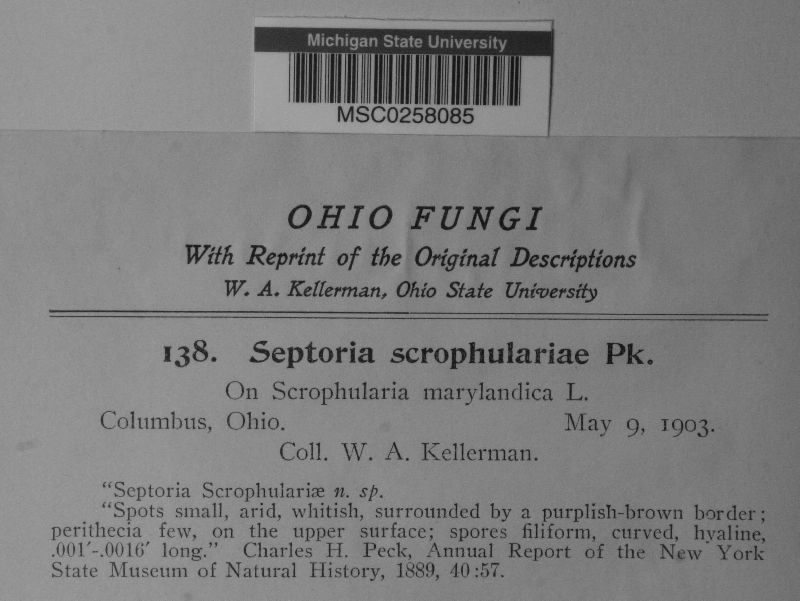 Michigan State University
MSC0258085
OHIO FUNGI
With Reprint of the Original Descriptions
W. A. Kellerman, Ohio State University
138. Septoria scrophulariae Pk.
On Scrophularia marylandica L.
Columbus, Ohio. May 9, 1903.
Coll. W. A. Kellerman.
"Septoria Scrophulariæ n. sp.
"Spots small, arid, whitish, surrounded by a purplish-brown border;
perithecia few, on the upper surface; spores filiform, curved, hyaline,
.001′-.0016′ long." Charles H. Peck, Annual Report of the New York
State Museum of Natural History, 1889, 40:57.